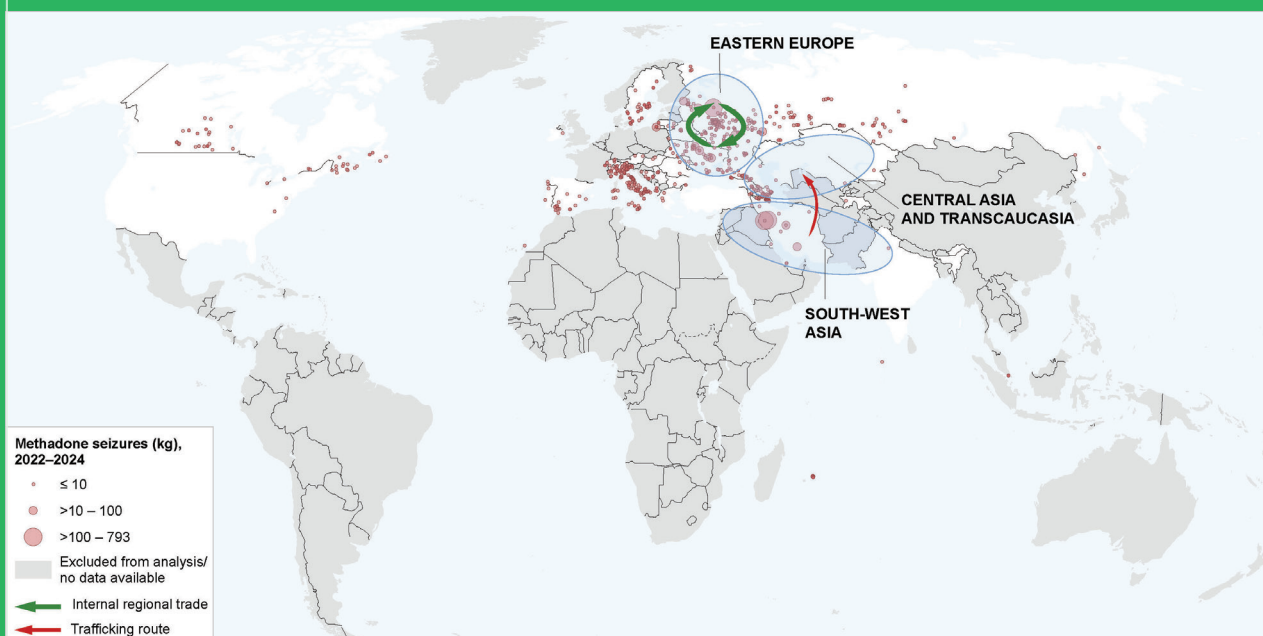 EASTERN EUROPE
CENTRAL ASIA
AND TRANSCAUCASIA
SOUTH-WEST
ASIA
Methadone seizures (kg),
2022–2024
≤ 10
>10 – 100
>100 – 793
Excluded from analysis/
no data available
Internal regional trade
Trafficking route